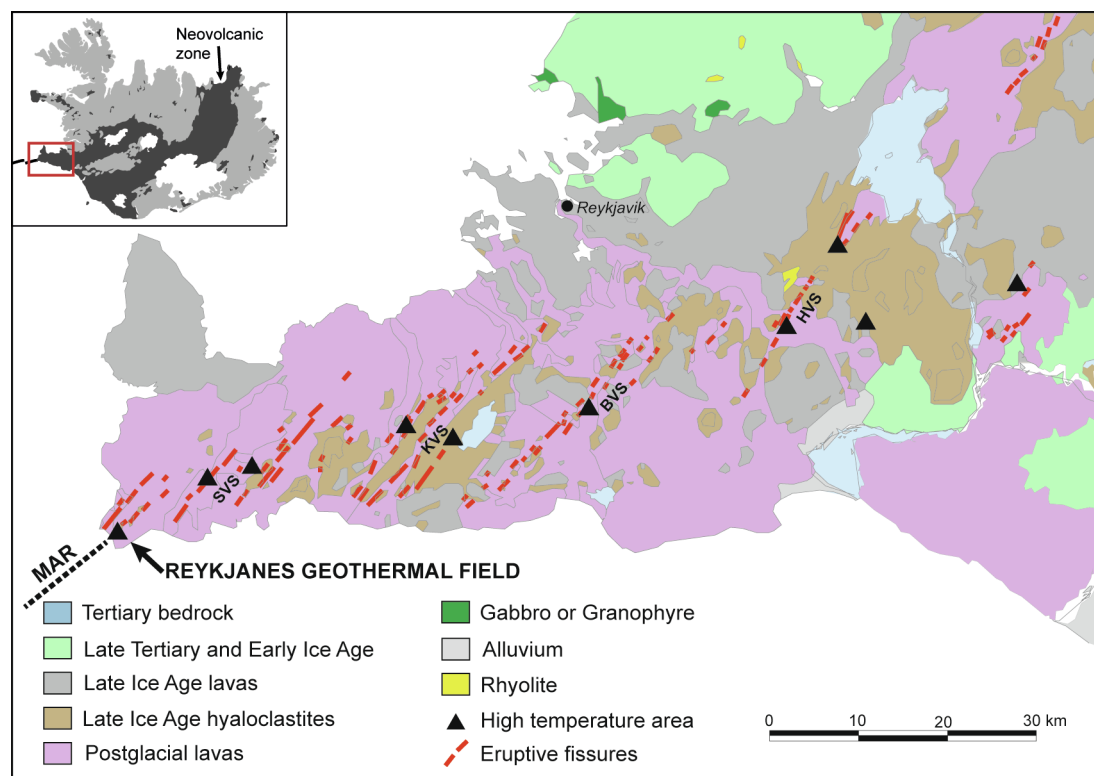 Neovolcanic
zone
Reykjavik
HVS
BVS
KVS
SVS
MAR
REYKJANES GEOTHERMAL FIELD
Tertiary bedrock
Late Tertiary and Early Ice Age
Late Ice Age lavas
Late Ice Age hyaloclastites
Postglacial lavas
Gabbro or Granophyre
Alluvium
Rhyolite
High temperature area
Eruptive fissures
0 10 20 30 km